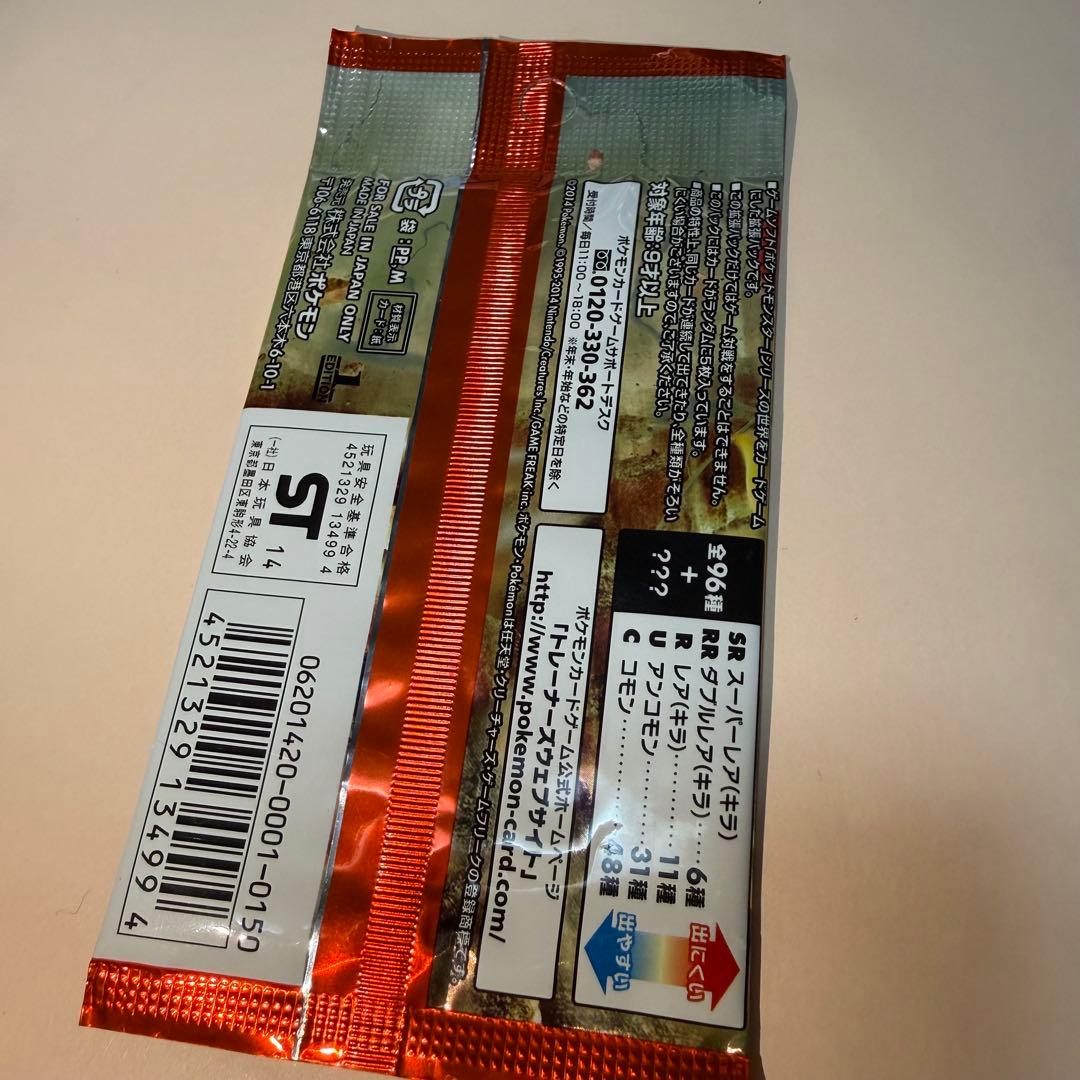 ■ゲームソフト「ポケットモンスター」シリーズの世界をカードゲーム
にした拡張パックです。
■この拡張パックだけではゲーム対戦をすることはできません。
■このパックにはカードがランダムに5枚入っています。
■商品の特性上、同じカードが連続して出てきたり、全種類がそろい
にくい場合がございますので、ご了承ください。
対象年齢:9才以上
ポケモンカードゲームサポートデスク
0120-330-362
受付時間/毎日11:00~18:00 ※年末・年始などの特定日を除く
©2014 Pokémon. ©1995-2014 Nintendo/Creatures Inc./GAME FREAK inc. ポケモン・Pokémonは任天堂・クリーチャーズ・ゲームフリークの登録商標です。
全96種
+
???
SR スーパーレア(キラ)
RR ダブルレア(キラ)‥‥6種
R レア(キラ)‥‥‥‥11種
U アンコモン‥‥‥‥31種
C コモン‥‥‥‥‥‥48種
出にくい
出やすい
ポケモンカードゲーム公式ホームページ
「トレーナーズウェブサイト」
http://www.pokemon-card.com/
プラ
袋:PP,M
材質表示
カード:紙
FOR SALE IN JAPAN ONLY
MADE IN JAPAN
発売元 株式会社ポケモン
〒106-6118 東京都港区六本木6-10-1
1
EDITION
玩具安全基準合格
4521329 13499 4
ST 14
(一社)日本玩具協会
東京都墨田区東駒形4-22-4
06201420-0001-0150
4521329134994